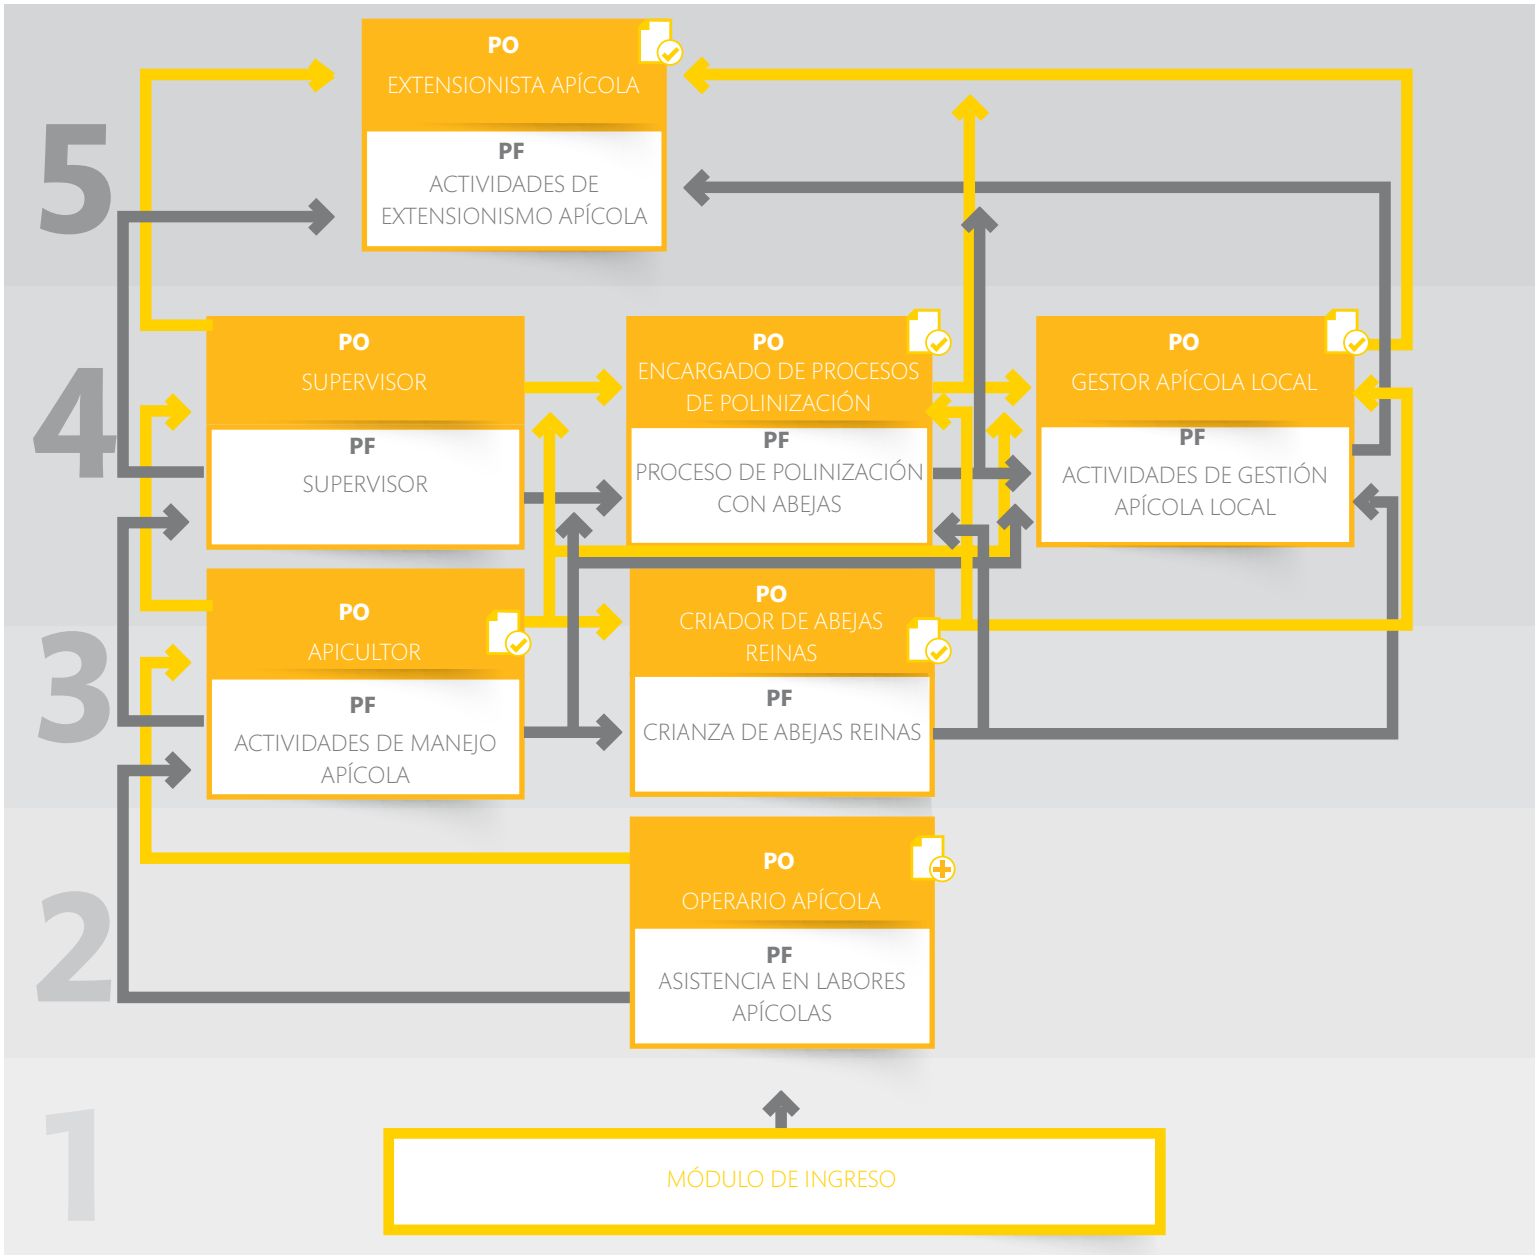 5
PO
EXTENSIONISTA APÍCOLA
PF
ACTIVIDADES DE
EXTENSIONISMO APÍCOLA
4
PO
SUPERVISOR
PF
SUPERVISOR
PO
ENCARGADO DE PROCESOS
DE POLINIZACIÓN
PF
PROCESO DE POLINIZACIÓN
CON ABEJAS
PO
GESTOR APÍCOLA LOCAL
PF
ACTIVIDADES DE GESTIÓN
APÍCOLA LOCAL
3
PO
APICULTOR
PF
ACTIVIDADES DE MANEJO
APÍCOLA
PO
CRIADOR DE ABEJAS
REINAS
PF
CRIANZA DE ABEJAS REINAS
2
PO
OPERARIO APÍCOLA
PF
ASISTENCIA EN LABORES
APÍCOLAS
1
MÓDULO DE INGRESO